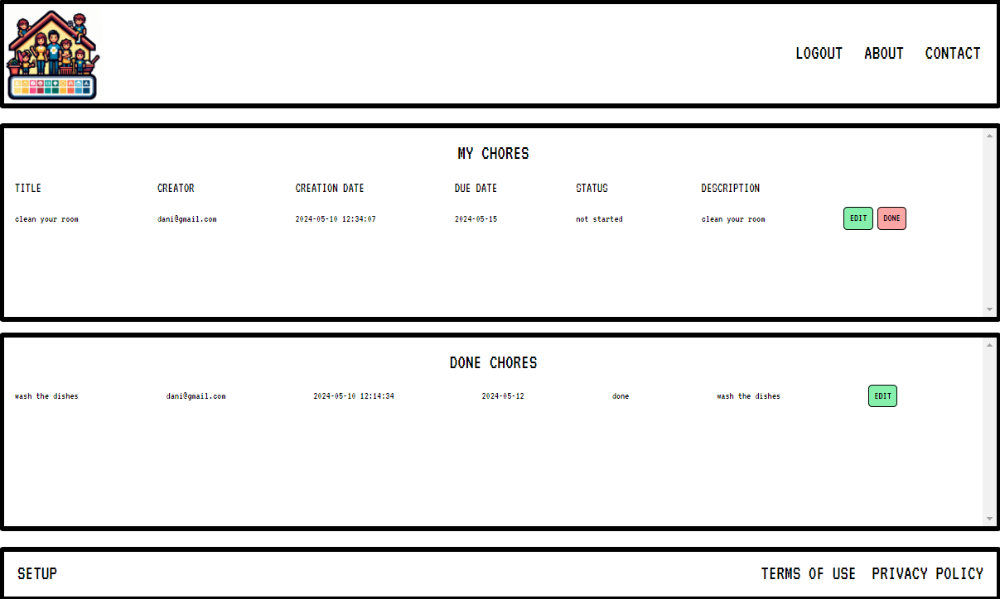 LOGOUT ABOUT CONTACT
MY CHORES
TITLE CREATOR CREATION DATE DUE DATE STATUS DESCRIPTION
clean your room dani@gmail.com 2024-05-10 12:34:07 2024-05-15 not started clean your room EDIT DONE
DONE CHORES
wash the dishes dani@gmail.com 2024-05-10 12:14:34 2024-05-12 done wash the dishes EDIT
SETUP TERMS OF USE PRIVACY POLICY